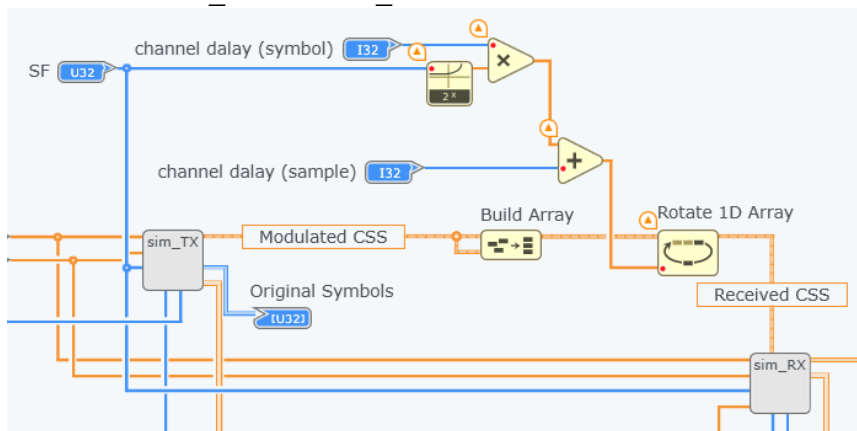 channel dalay (symbol) I32
SF U32
×
2ˣ
+
channel dalay (sample) I32
Build Array
Rotate 1D Array
sim_TX
Modulated CSS
Original Symbols
[U32]
Received CSS
sim_RX